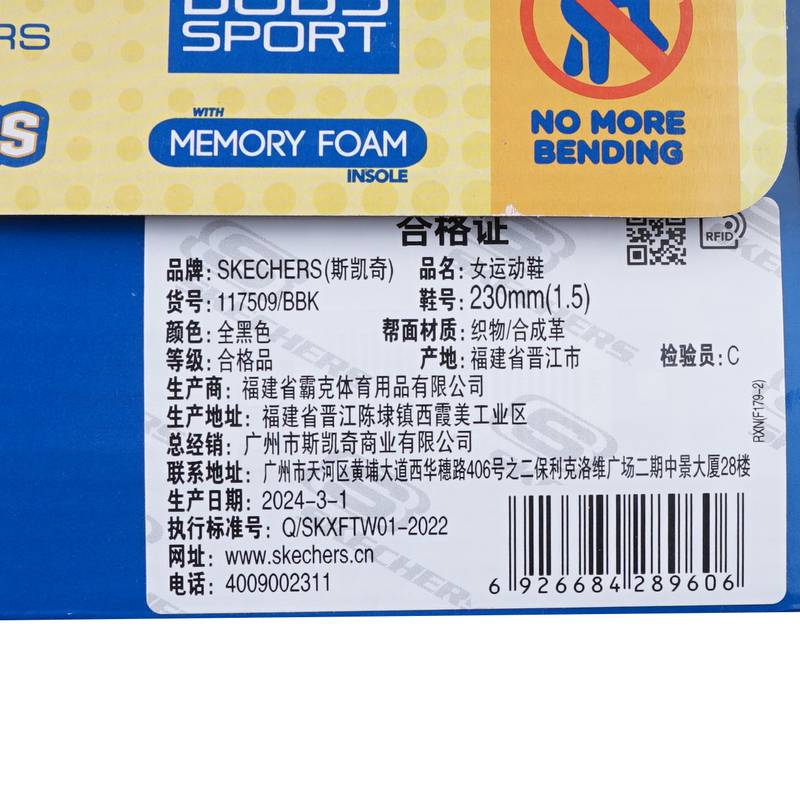 RS
BOBS
SPORT™
S
WITH
MEMORY FOAM
INSOLE
NO MORE
BENDING
合格证
RFID
品牌: SKECHERS(斯凯奇) 品名: 女运动鞋
货号: 117509/BBK 鞋号: 230mm(1.5)
颜色: 全黑色 帮面材质: 织物/合成革
等级: 合格品 产地: 福建省晋江市 检验员: C
生产商: 福建省霸克体育用品有限公司
生产地址: 福建省晋江陈埭镇西霞美工业区
总经销: 广州市斯凯奇商业有限公司
联系地址: 广州市天河区黄埔大道西华穗路406号之二保利克洛维广场二期中景大厦28楼
生产日期: 2024-3-1
执行标准号: Q/SKXFTW01-2022
网址: www.skechers.cn
电话: 4009002311
6 926684 289606
RXN(F179-2)
SKECHERS
SKECHERS
SKECHERS